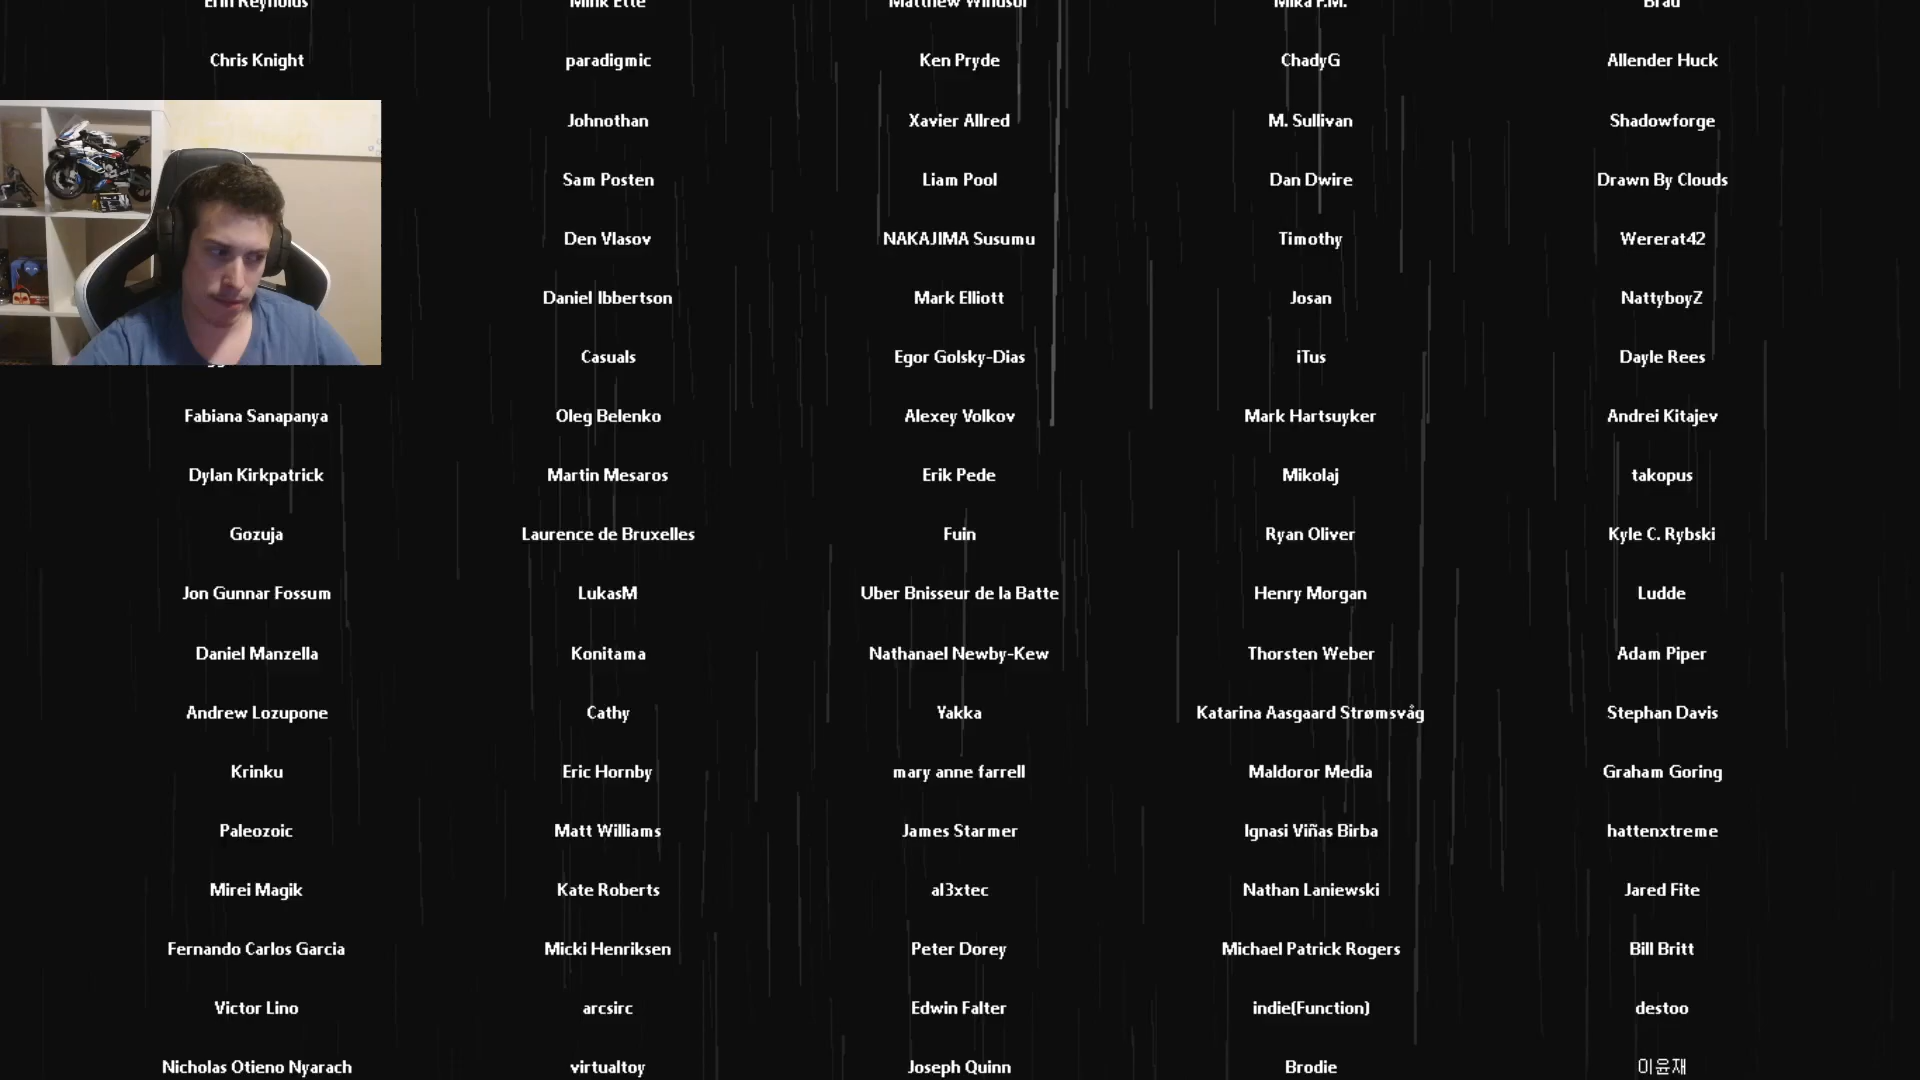 Erin Reynolds Mink Ette Matthew Windsor Mika P.M. Brad
Chris Knight paradigmic Ken Pryde ChadyG Allender Huck
Johnothan Xavier Allred M. Sullivan Shadowforge
Sam Posten Liam Pool Dan Dwire Drawn By Clouds
Den Vlasov NAKAJIMA Susumu Timothy Wererat42
Daniel Ibbertson Mark Elliott Josan NattyboyZ
Casuals Egor Golsky-Dias iTus Dayle Rees
Fabiana Sanapanya Oleg Belenko Alexey Volkov Mark Hartsuyker Andrei Kitajev
Dylan Kirkpatrick Martin Mesaros Erik Pede Mikolaj takopus
Gozuja Laurence de Bruxelles Fuin Ryan Oliver Kyle C. Rybski
Jon Gunnar Fossum LukasM Uber Bnisseur de la Batte Henry Morgan Ludde
Daniel Manzella Konitama Nathanael Newby-Kew Thorsten Weber Adam Piper
Andrew Lozupone Cathy Yakka Katarina Aasgaard Strømsvåg Stephan Davis
Krinku Eric Hornby mary anne farrell Maldoror Media Graham Goring
Paleozoic Matt Williams James Starmer Ignasi Viñas Birba hattenxtreme
Mirei Magik Kate Roberts al3xtec Nathan Laniewski Jared Fite
Fernando Carlos Garcia Micki Henriksen Peter Dorey Michael Patrick Rogers Bill Britt
Victor Lino arcsirc Edwin Falter indie(Function) destoo
Nicholas Otieno Nyarach virtualtoy Joseph Quinn Brodie 이윤재